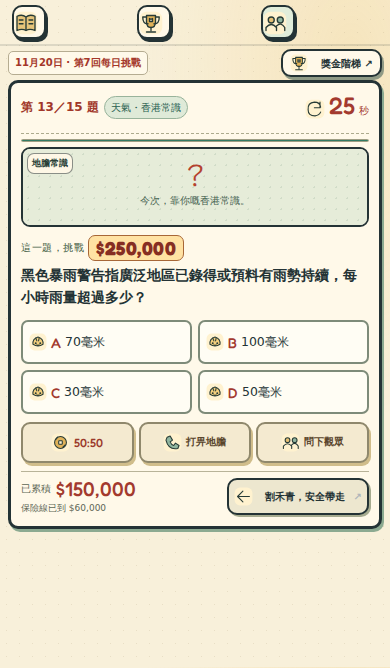 11月20日 · 第7回每日挑戰
獎金階梯 ↗
第 13／15 題 天氣・香港常識
25 秒
地膽常識
?
今次，靠你嘅香港常識。
這一題，挑戰 $250,000
黑色暴雨警告指廣泛地區已錄得或預料有雨勢持續，每
小時雨量超過多少？
A 70毫米
B 100毫米
C 30毫米
D 50毫米
50:50
打畀地膽
問下觀眾
已累積 $150,000
保險線已到 $60,000
割禾青，安全帶走 ↗